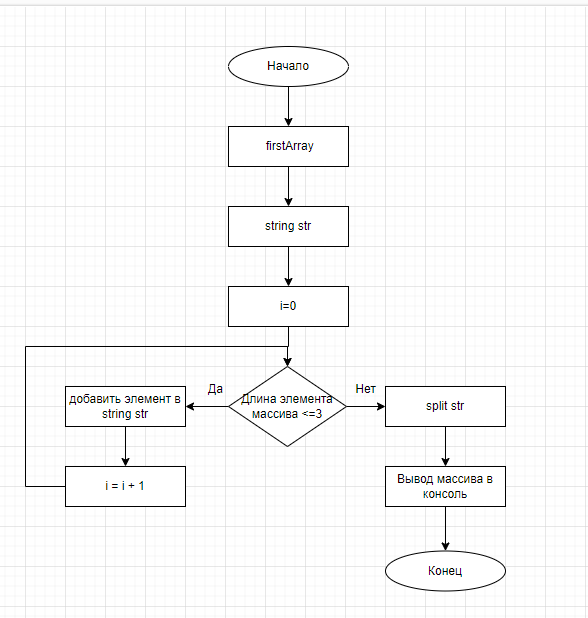 Начало
firstArray
string str
i=0
Да
Длина элемента
массива <=3
Нет
добавить элемент в
string str
split str
i = i + 1
Вывод массива в
консоль
Конец